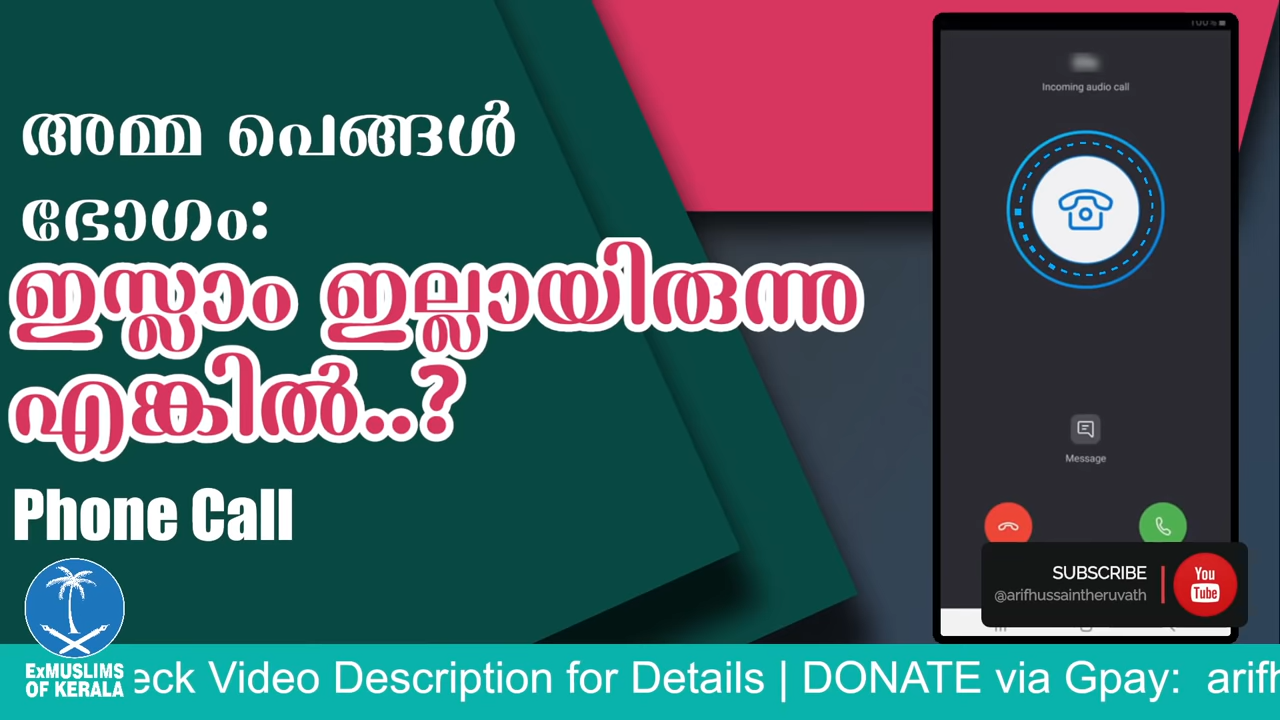 അമ്മ പെങ്ങൾ
ഭോഗം:
ഇസ്ലാം ഇല്ലായിരുന്നു
എങ്കിൽ..?
Phone Call
100%
Incoming audio call
Message
SUBSCRIBE
@arifhussaintheruvath
You
Tube
ExMUSLIMS
OF KERALA
eck Video Description for Details | DONATE via Gpay: arifh